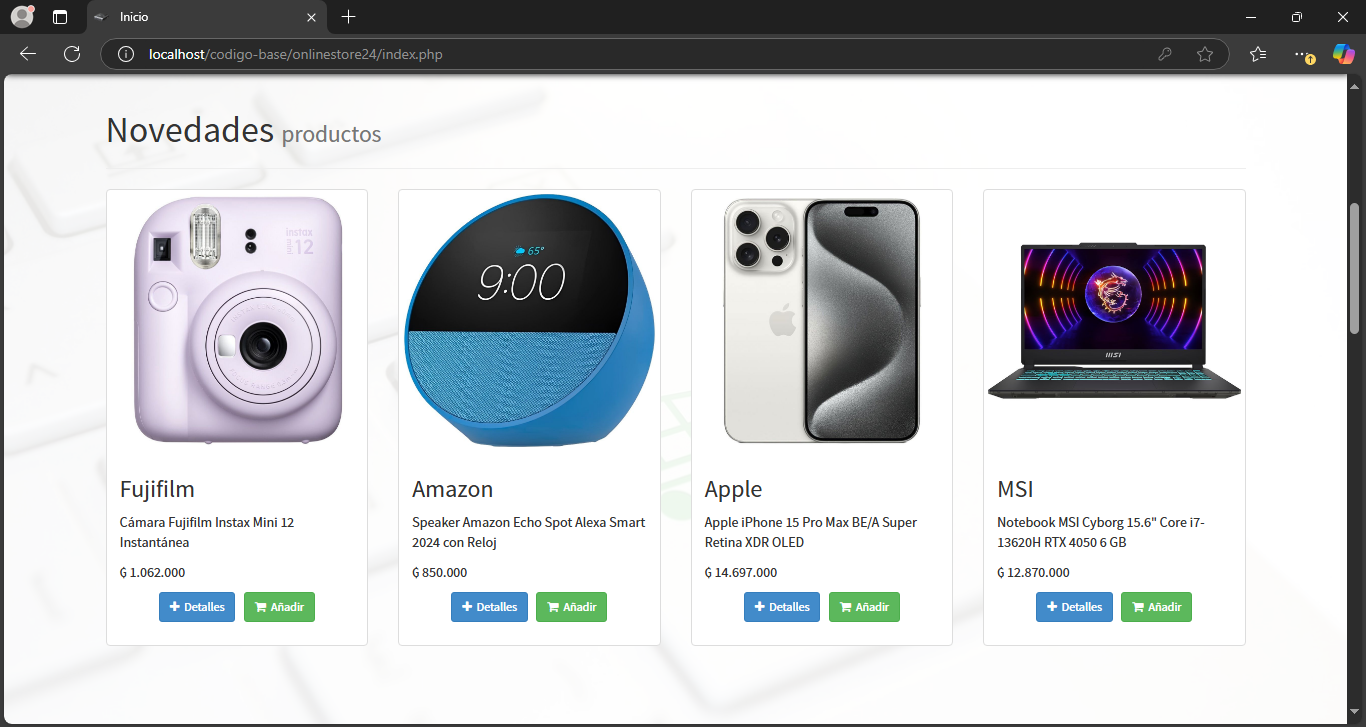 Inicio
localhost/codigo-base/onlinestore24/index.php
Novedades productos
instax
mini 12
65°
9:00
msi
Fujifilm
Cámara Fujifilm Instax Mini 12
Instantánea
₲ 1.062.000
Detalles
Añadir
Amazon
Speaker Amazon Echo Spot Alexa Smart
2024 con Reloj
₲ 850.000
Detalles
Añadir
Apple
Apple iPhone 15 Pro Max BE/A Super
Retina XDR OLED
₲ 14.697.000
Detalles
Añadir
MSI
Notebook MSI Cyborg 15.6" Core i7-
13620H RTX 4050 6 GB
₲ 12.870.000
Detalles
Añadir